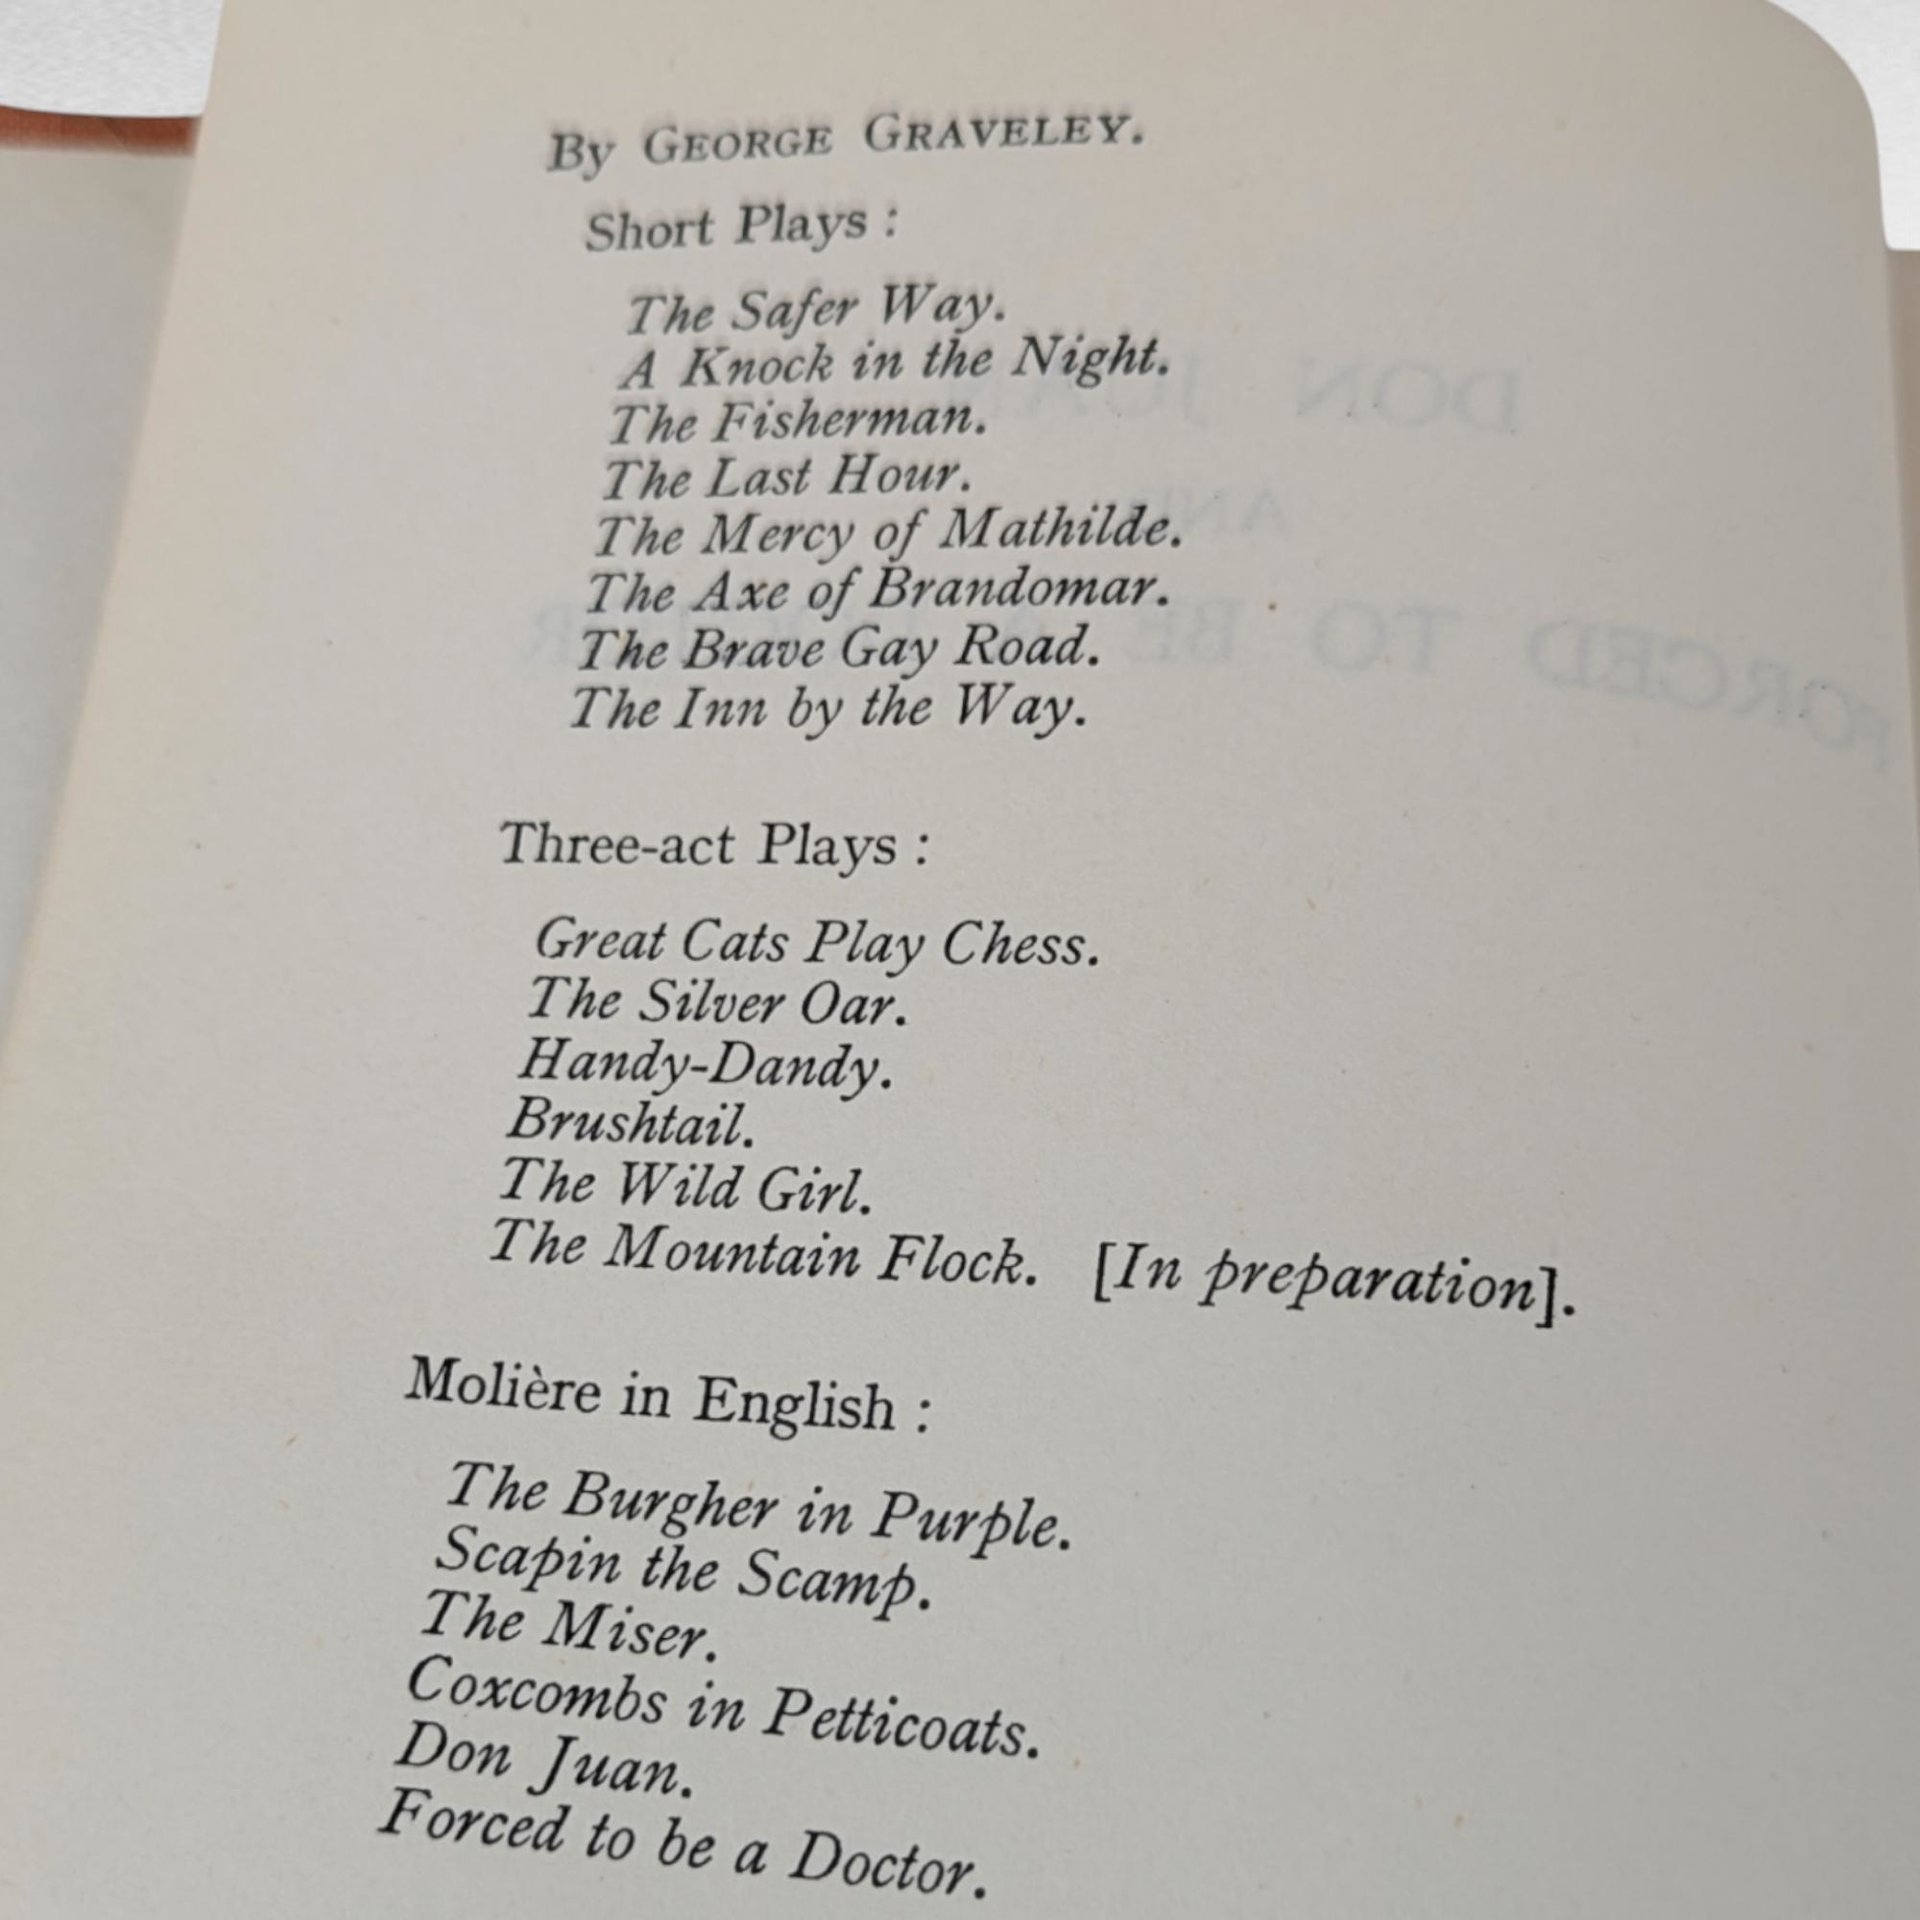 By GEORGE GRAVELEY.
Short Plays :
The Safer Way.
A Knock in the Night.
The Fisherman.
The Last Hour.
The Mercy of Mathilde.
The Axe of Brandomar.
The Brave Gay Road.
The Inn by the Way.
Three-act Plays :
Great Cats Play Chess.
The Silver Oar.
Handy-Dandy.
Brushtail.
The Wild Girl.
The Mountain Flock. [In preparation].
Molière in English :
The Burgher in Purple.
Scapin the Scamp.
The Miser.
Coxcombs in Petticoats.
Don Juan.
Forced to be a Doctor.